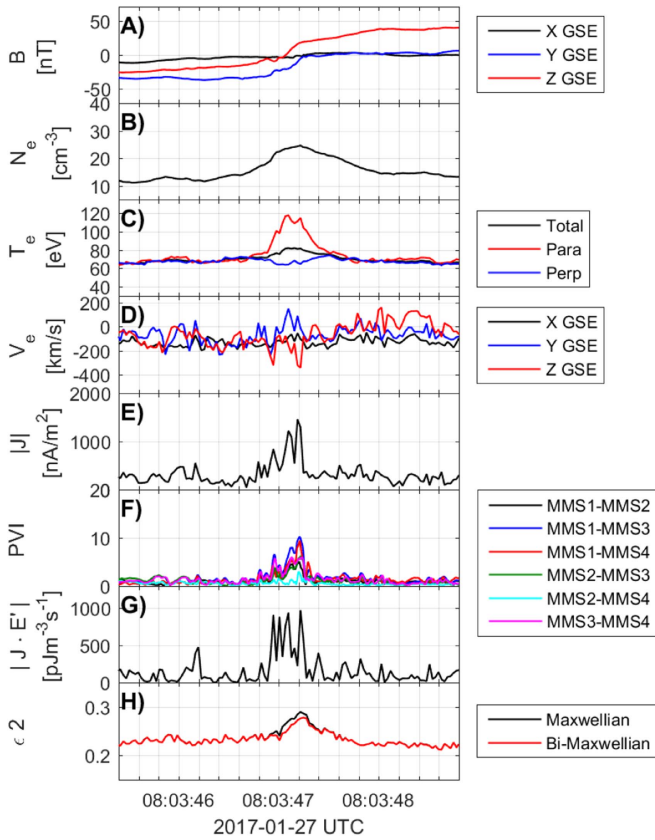 A)
B
[nT]
50
0
-50
X GSE
Y GSE
Z GSE
B)
N e
[cm-3]
40
30
20
10
C)
T e
[eV]
120
100
80
60
Total
Para
Perp
D)
V e
[km/s]
200
0
-200
-400
X GSE
Y GSE
Z GSE
E)
|J|
[nA/m2]
2000
1000
F)
PVI
20
10
0
MMS1-MMS2
MMS1-MMS3
MMS1-MMS4
MMS2-MMS3
MMS2-MMS4
MMS3-MMS4
G)
| J · E' |
[pJm-3s-1]
1000
500
0
H)
ϵ 2
0.3
0.2
Maxwellian
Bi-Maxwellian
08:03:46 08:03:47 08:03:48
2017-01-27 UTC